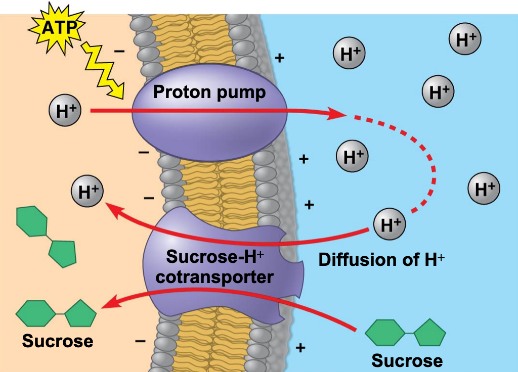 ATP
H+
Proton pump
H+
H+
H+
H+
H+
H+
H+
Sucrose-H+
cotransporter
Diffusion of H+
Sucrose
Sucrose
−
−
−
−
+
+
+
+